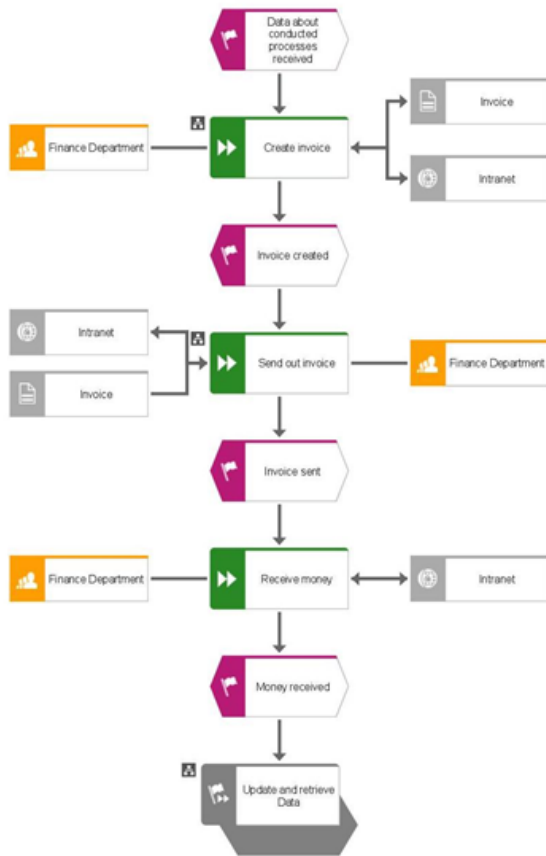 Data about
conducted
processes
received
Invoice
Finance Department
Create invoice
Intranet
Invoice created
Intranet
Send out invoice
Finance Department
Invoice
Invoice sent
Finance Department
Receive money
Intranet
Money received
Update and retrieve
Data